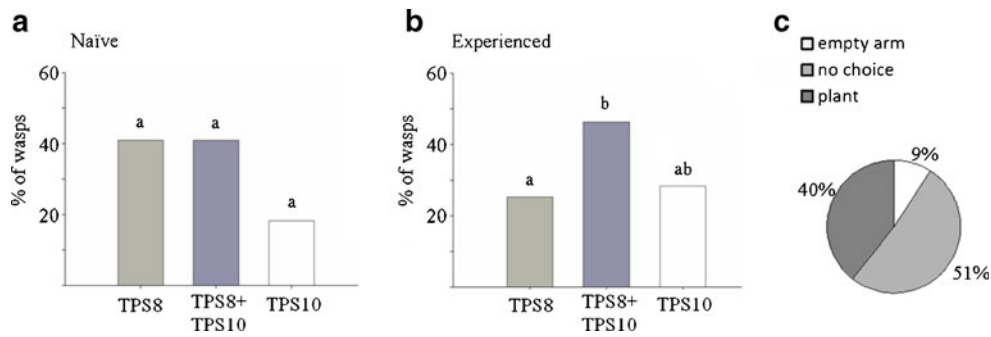 a
Naïve
% of wasps
60
40
20
a
a
a
TPS8
TPS8+
TPS10
TPS10
b
Experienced
% of wasps
60
40
20
a
b
ab
TPS8
TPS8+
TPS10
TPS10
c
empty arm
no choice
plant
9%
40%
51%